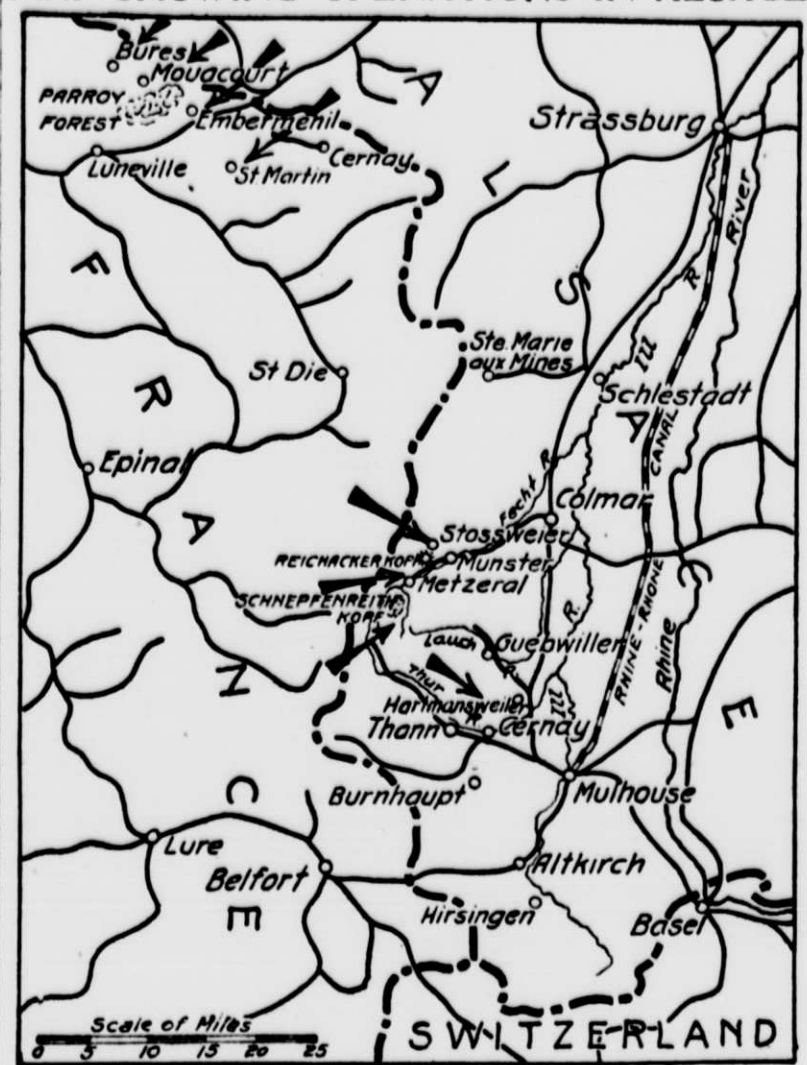 Bures
Mouacourt
PARROY
FOREST
Embermenil
Luneville
St Martin
Cernay
Strassburg
FRANCE
ALSACE
River
R
Ill
St Die
Ste. Marie
aux Mines
Schlestadt
Epinal
Fecht R.
Colmar
Stossweier
REICHACKERKOPF
Munster
Metzeral
SCHNEPFENREITH
KOPF
Lauch
R.
Guebwiller
Thur
R.
Hartmansweiler
Thann
Cernay
R.
Ill
RHINE-RHONE CANAL
Rhine
Burnhaupt
Mulhouse
Lure
Belfort
Altkirch
Hirsingen
Basel
Scale of Miles
0 5 10 15 20 25
SWITZERLAND